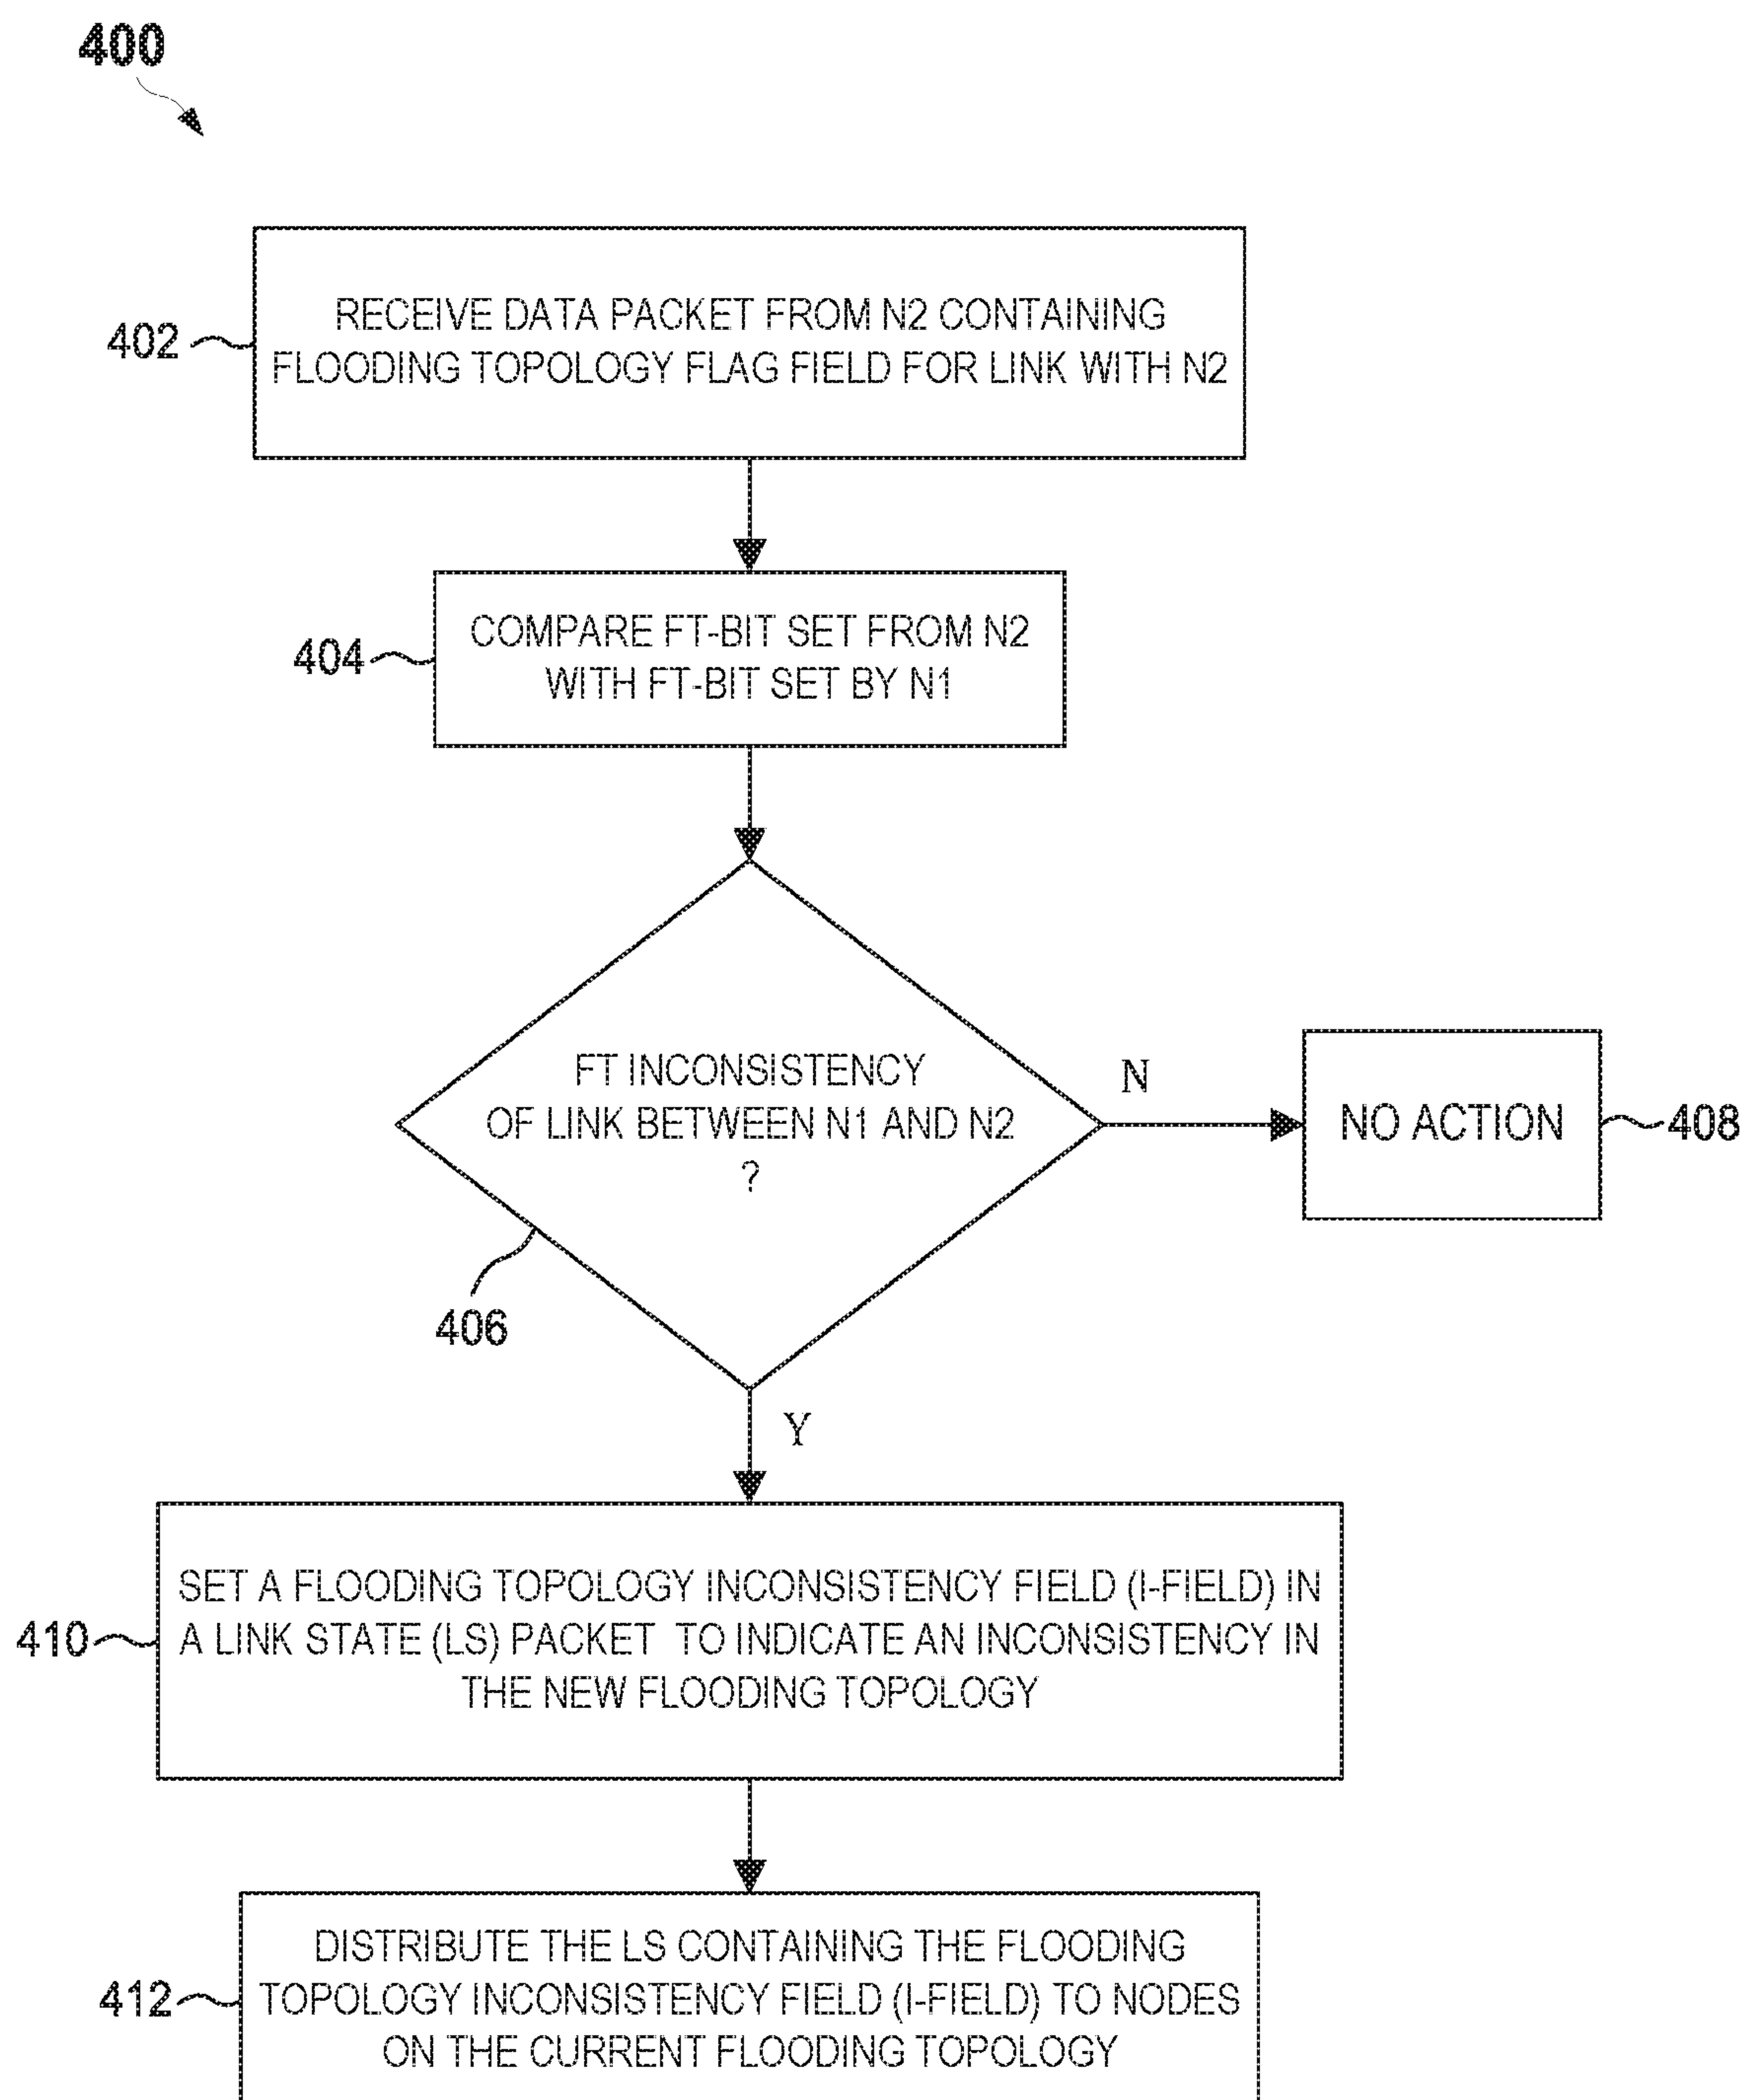 400
RECEIVE DATA PACKET FROM N2 CONTAINING
FLOODING TOPOLOGY FLAG FIELD FOR LINK WITH N2
402
COMPARE FT-BIT SET FROM N2
WITH FT-BIT SET BY N1
404
FT INCONSISTENCY
OF LINK BETWEEN N1 AND N2
?
406
N
NO ACTION
408
Y
SET A FLOODING TOPOLOGY INCONSISTENCY FIELD (I-FIELD) IN
A LINK STATE (LS) PACKET TO INDICATE AN INCONSISTENCY IN
THE NEW FLOODING TOPOLOGY
410
DISTRIBUTE THE LS CONTAINING THE FLOODING
TOPOLOGY INCONSISTENCY FIELD (I-FIELD) TO NODES
ON THE CURRENT FLOODING TOPOLOGY
412